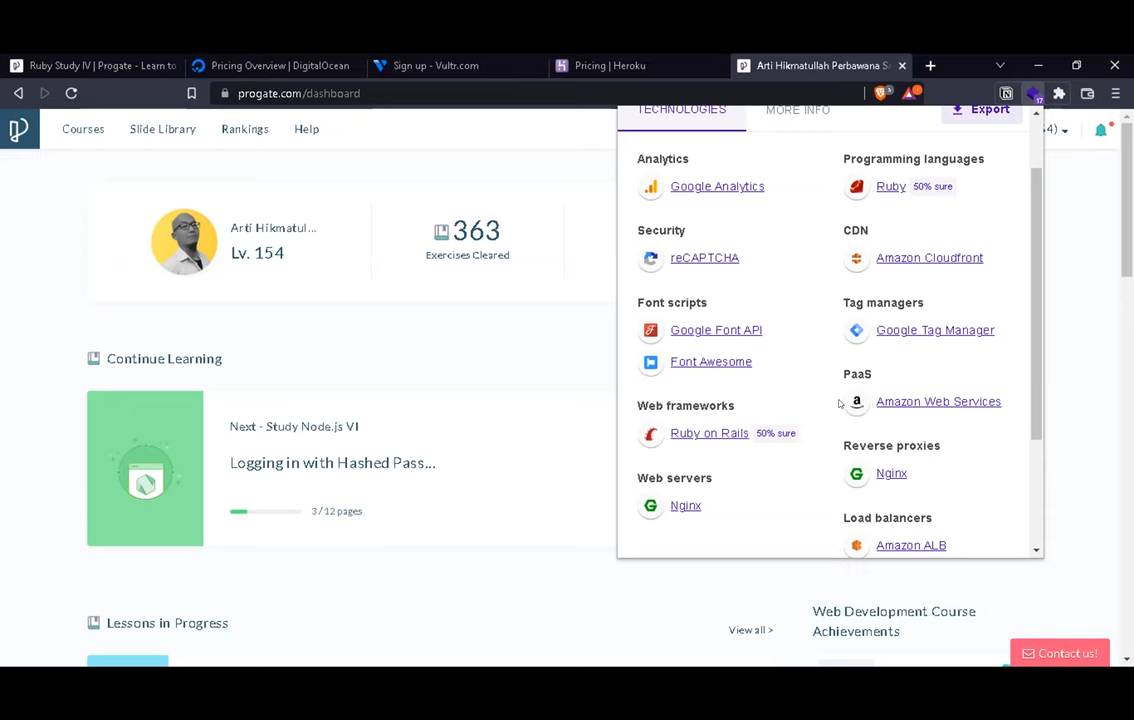 Ruby Study IV | Progate - Learn to
Pricing Overview | DigitalOcean
Sign up - Vultr.com
Pricing | Heroku
Arti Hikmatullah Perbawana S
progate.com/dashboard
17
Courses
Slide Library
Rankings
Help
4)
TECHNOLOGIES
MORE INFO
Export
Arti Hikmatul...
Lv. 154
363
Exercises Cleared
Continue Learning
Next - Study Node.js VI
Logging in with Hashed Pass...
3/12 pages
Lessons in Progress
View all >
Analytics
Google Analytics
Security
reCAPTCHA
Font scripts
Google Font API
Font Awesome
Web frameworks
Ruby on Rails 50% sure
Web servers
Nginx
Programming languages
Ruby 50% sure
CDN
Amazon Cloudfront
Tag managers
Google Tag Manager
PaaS
Amazon Web Services
Reverse proxies
Nginx
Load balancers
Amazon ALB
Web Development Course
Achievements
Contact us!